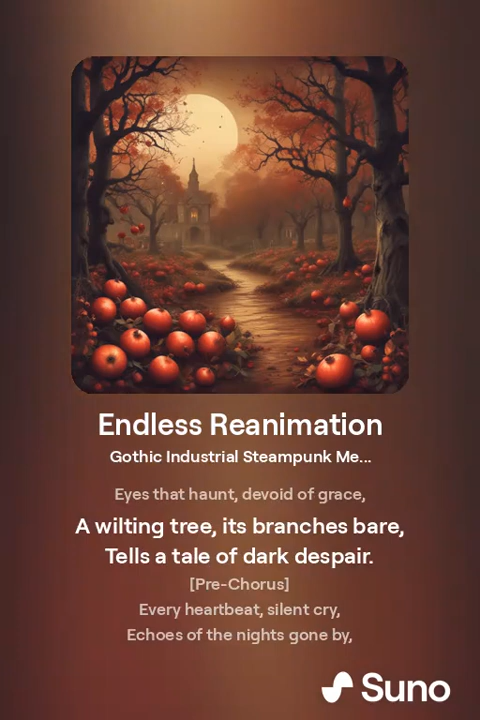 Endless Reanimation
Gothic Industrial Steampunk Me...
Eyes that haunt, devoid of grace,
A wilting tree, its branches bare,
Tells a tale of dark despair.
[Pre-Chorus]
Every heartbeat, silent cry,
Echoes of the nights gone by,
Suno